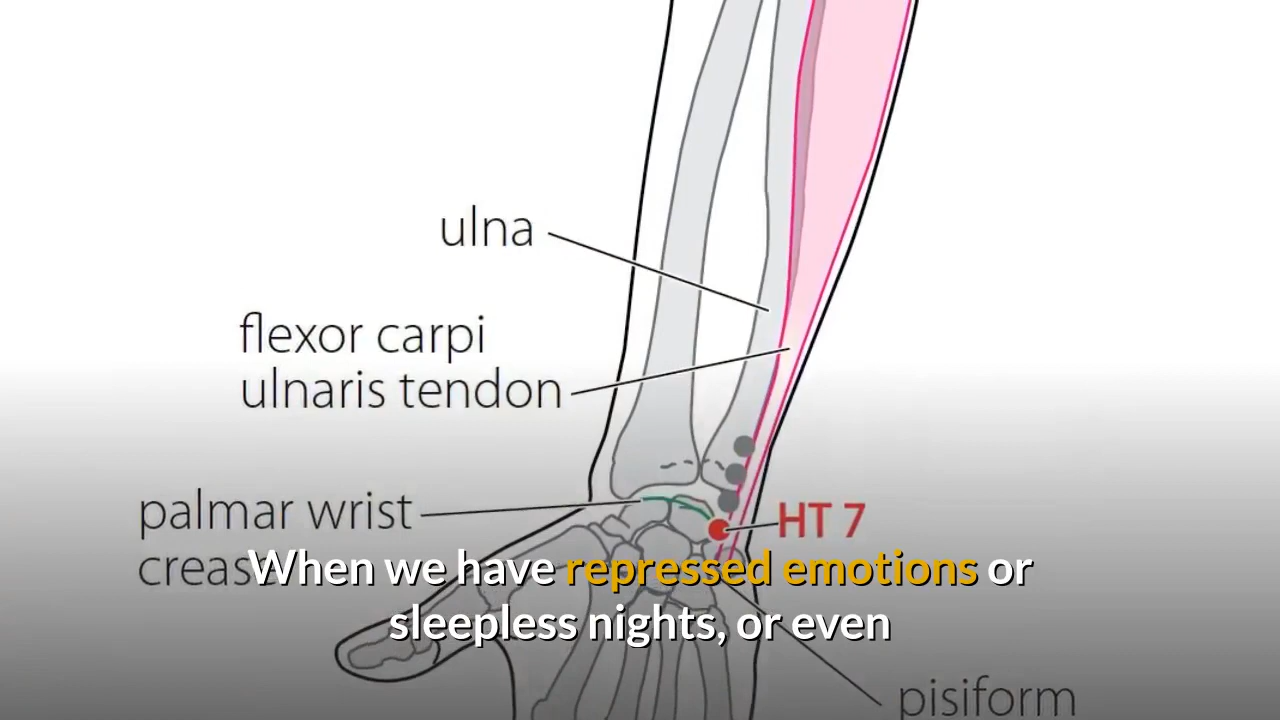 ulna
flexor carpi
ulnaris tendon
palmar wrist
crease
HT 7
When we have repressed emotions or
sleepless nights, or even
pisiform